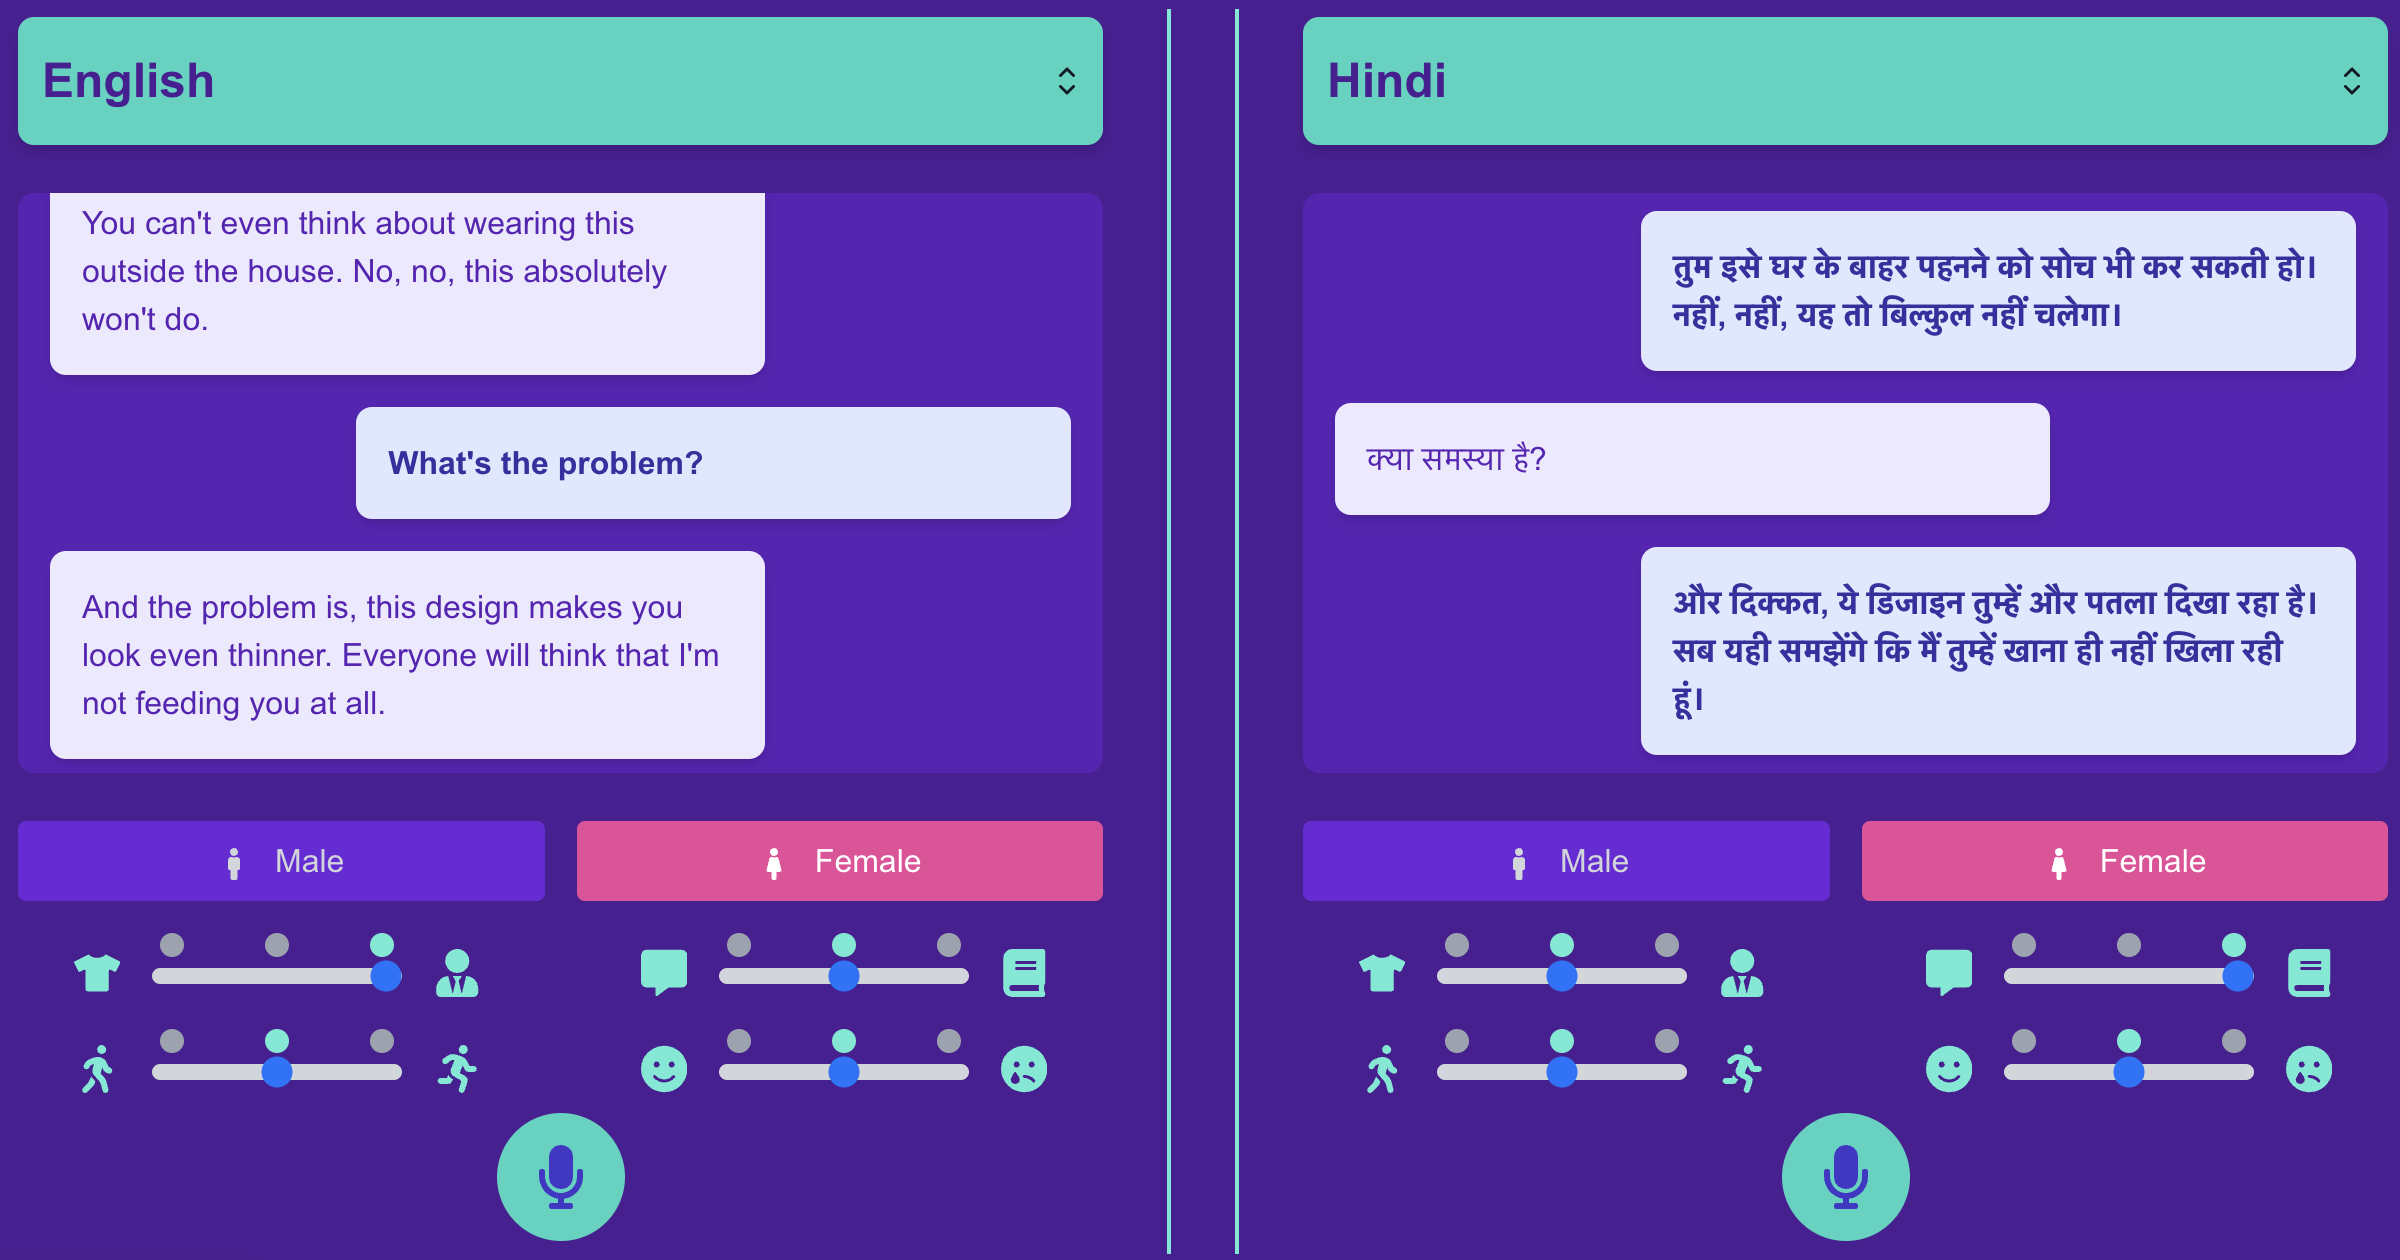 English
You can't even think about wearing this
outside the house. No, no, this absolutely
won't do.
What's the problem?
And the problem is, this design makes you
look even thinner. Everyone will think that I'm
not feeding you at all.
Male
Female
Hindi
तुम इसे घर के बाहर पहनने को सोच भी कर सकती हो।
नहीं, नहीं, यह तो बिल्कुल नहीं चलेगा।
क्या समस्या है?
और दिक्कत, ये डिजाइन तुम्हें और पतला दिखा रहा है।
सब यही समझेंगे कि मैं तुम्हें खाना ही नहीं खिला रही
हूं।
Male
Female